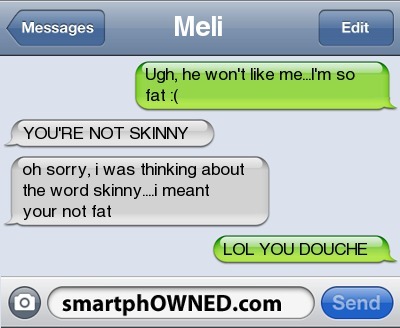 Messages Meli Edit
Ugh, he won't like me...I'm so
fat :(
YOU'RE NOT SKINNY
oh sorry, i was thinking about
the word skinny....i meant
your not fat
LOL YOU DOUCHE
smartphOWNED.com Send